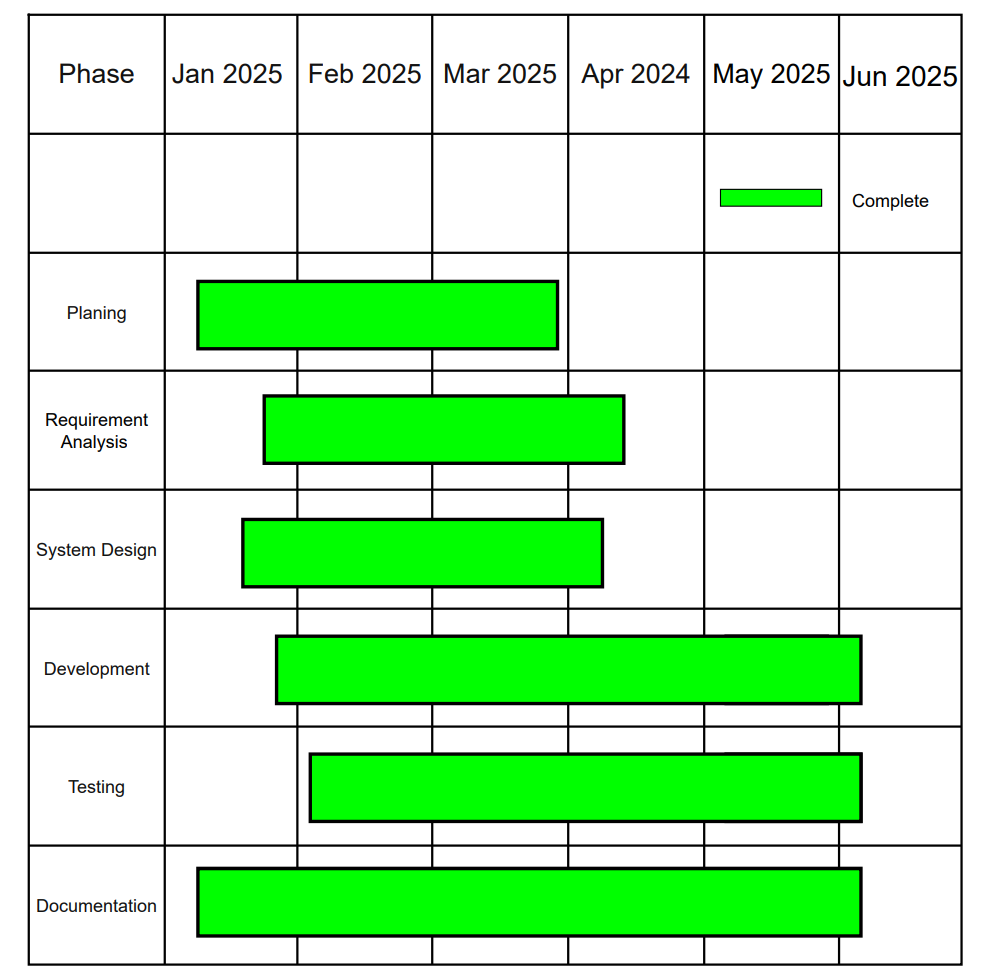 Phase Jan 2025 Feb 2025 Mar 2025 Apr 2024 May 2025 Jun 2025
Complete
Planing
Requirement
Analysis
System Design
Development
Testing
Documentation